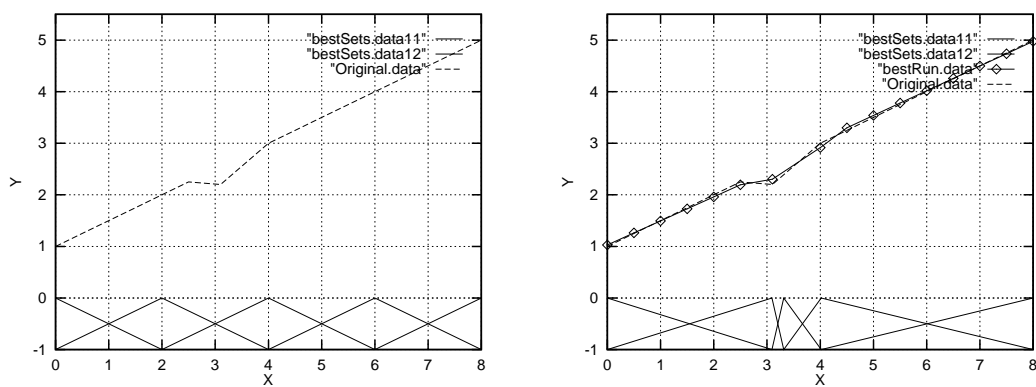 "bestSets.data11"
"bestSets.data12"
"Original.data"
5
4
3
2
1
0
-1
Y
0 1 2 3 4 5 6 7 8
X
"bestSets.data11"
"bestSets.data12"
"bestRun.data"
"Original.data"
5
4
3
2
1
0
-1
Y
0 1 2 3 4 5 6 7 8
X